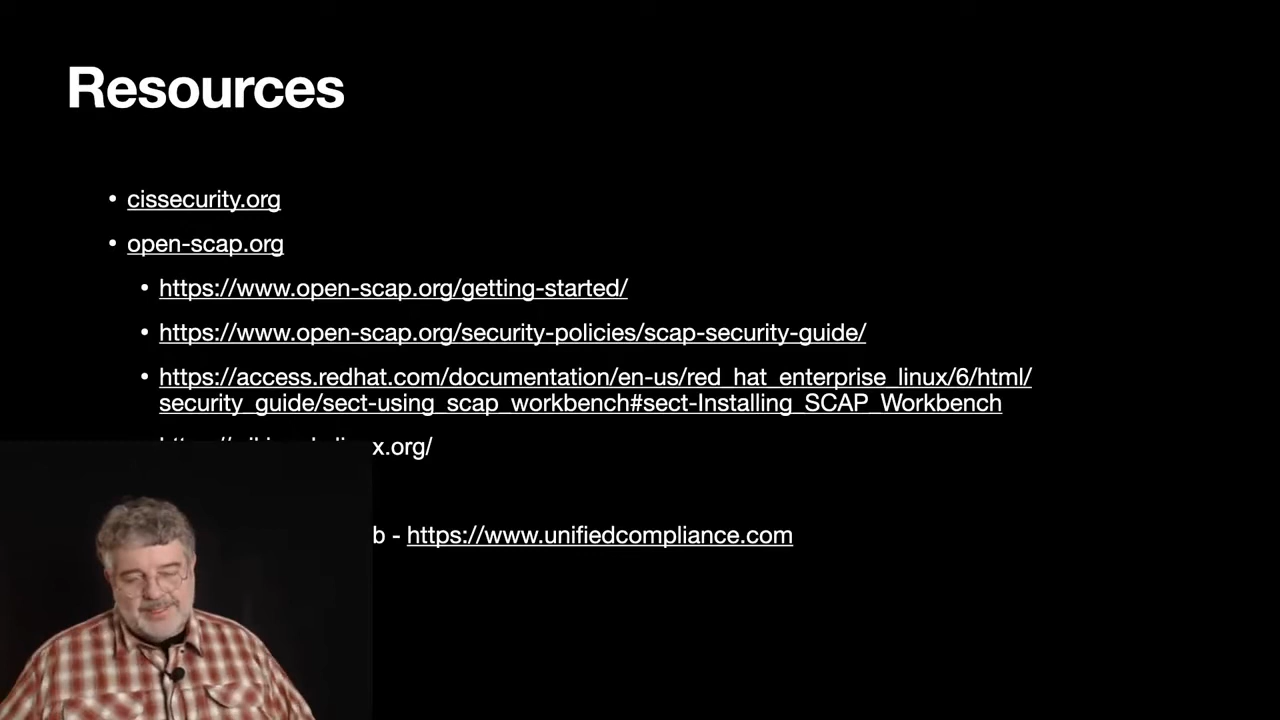 Resources
• cissecurity.org
• open-scap.org
• https://www.open-scap.org/getting-started/
• https://www.open-scap.org/security-policies/scap-security-guide/
• https://access.redhat.com/documentation/en-us/red_hat_enterprise_linux/6/html/
security_guide/sect-using_scap_workbench#sect-Installing_SCAP_Workbench
x.org/
b - https://www.unifiedcompliance.com